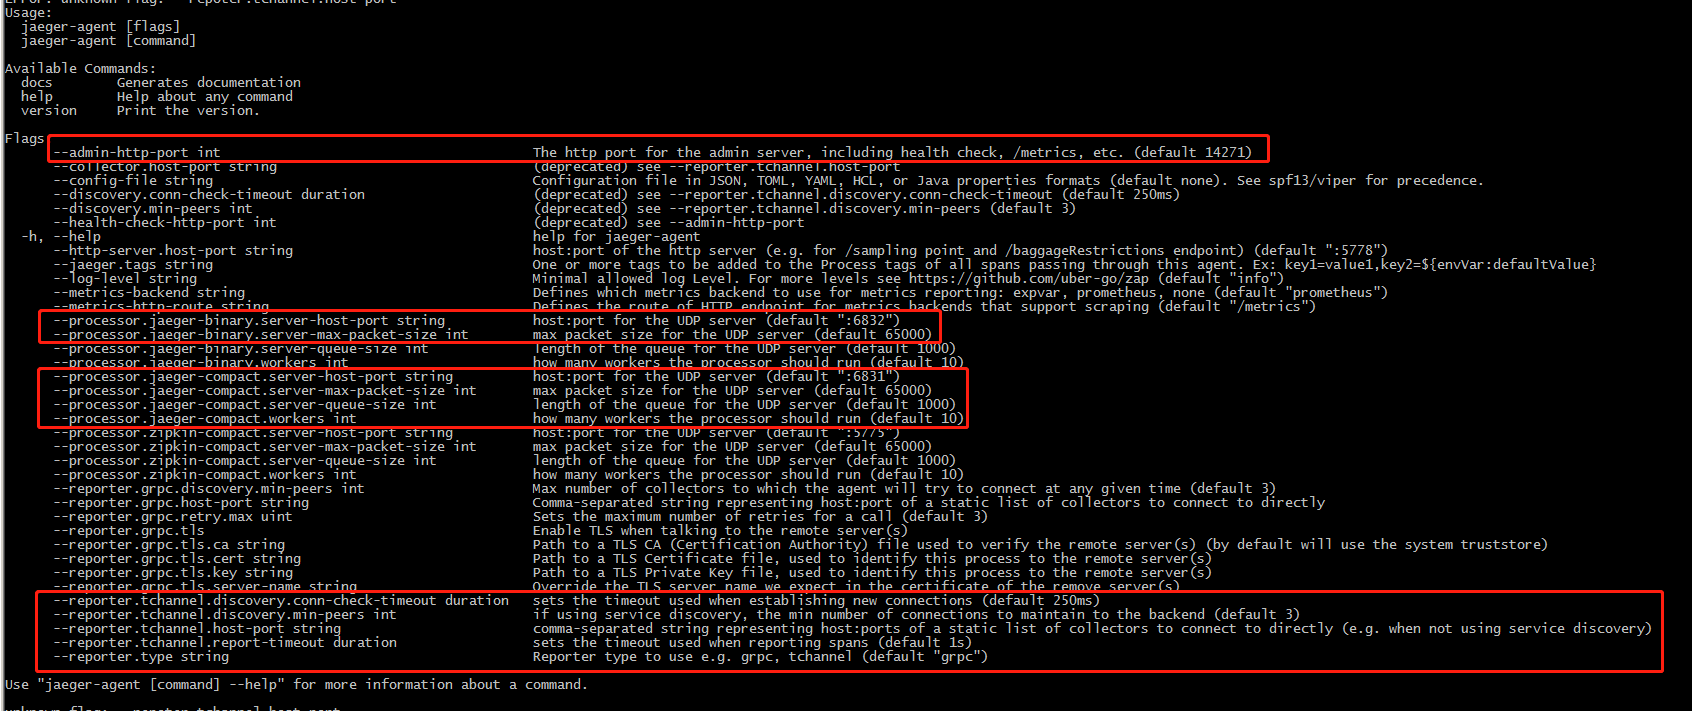 Error: unknown flag: --repoter.tchannel.host-port
Usage:
  jaeger-agent [flags]
  jaeger-agent [command]
Available Commands:
  docs        Generates documentation
  help        Help about any command
  version     Print the version.
Flags
      --admin-http-port int                                       The http port for the admin server, including health check, /metrics, etc. (default 14271)
      --collector.host-port string                                (deprecated) see --reporter.tchannel.host-port
      --config-file string                                        Configuration file in JSON, TOML, YAML, HCL, or Java properties formats (default none). See spf13/viper for precedence.
      --discovery.conn-check-timeout duration                     (deprecated) see --reporter.tchannel.discovery.conn-check-timeout (default 250ms)
      --discovery.min-peers int                                   (deprecated) see --reporter.tchannel.discovery.min-peers (default 3)
      --health-check-http-port int                                (deprecated) see --admin-http-port
  -h, --help                                                      help for jaeger-agent
      --http-server.host-port string                              host:port of the http server (e.g. for /sampling point and /baggageRestrictions endpoint) (default ":5778")
      --jaeger.tags string                                        One or more tags to be added to the Process tags of all spans passing through this agent. Ex: key1=value1,key2=${envVar:defaultValue}
      --log-level string                                          Minimal allowed log Level. For more levels see https://github.com/uber-go/zap (default "info")
      --metrics-backend string                                    Defines which metrics backend to use for metrics reporting: expvar, prometheus, none (default "prometheus")
      --metrics-http-route string                                 Defines the route of HTTP endpoint for metrics backends that support scraping (default "/metrics")
      --processor.jaeger-binary.server-host-port string           host:port for the UDP server (default ":6832")
      --processor.jaeger-binary.server-max-packet-size int        max packet size for the UDP server (default 65000)
      --processor.jaeger-binary.server-queue-size int             length of the queue for the UDP server (default 1000)
      --processor.jaeger-binary.workers int                       how many workers the processor should run (default 10)
      --processor.jaeger-compact.server-host-port string          host:port for the UDP server (default ":6831")
      --processor.jaeger-compact.server-max-packet-size int       max packet size for the UDP server (default 65000)
      --processor.jaeger-compact.server-queue-size int            length of the queue for the UDP server (default 1000)
      --processor.jaeger-compact.workers int                      how many workers the processor should run (default 10)
      --processor.zipkin-compact.server-host-port string          host:port for the UDP server (default ":5775")
      --processor.zipkin-compact.server-max-packet-size int       max packet size for the UDP server (default 65000)
      --processor.zipkin-compact.server-queue-size int            length of the queue for the UDP server (default 1000)
      --processor.zipkin-compact.workers int                      how many workers the processor should run (default 10)
      --reporter.grpc.discovery.min-peers int                     Max number of collectors to which the agent will try to connect at any given time (default 3)
      --reporter.grpc.host-port string                            Comma-separated string representing host:port of a static list of collectors to connect to directly
      --reporter.grpc.retry.max uint                              Sets the maximum number of retries for a call (default 3)
      --reporter.grpc.tls                                         Enable TLS when talking to the remote server(s)
      --reporter.grpc.tls.ca string                               Path to a TLS CA (Certification Authority) file used to verify the remote server(s) (by default will use the system truststore)
      --reporter.grpc.tls.cert string                             Path to a TLS Certificate file, used to identify this process to the remote server(s)
      --reporter.grpc.tls.key string                              Path to a TLS Private Key file, used to identify this process to the remote server(s)
      --reporter.grpc.tls.server-name string                      Override the TLS server name we expect in the certificate of the remove server(s)
      --reporter.tchannel.discovery.conn-check-timeout duration   sets the timeout used when establishing new connections (default 250ms)
      --reporter.tchannel.discovery.min-peers int                 if using service discovery, the min number of connections to maintain to the backend (default 3)
      --reporter.tchannel.host-port string                        comma-separated string representing host:ports of a static list of collectors to connect to directly (e.g. when not using service discovery)
      --reporter.tchannel.report-timeout duration                 sets the timeout used when reporting spans (default 1s)
      --reporter.type string                                      Reporter type to use e.g. grpc, tchannel (default "grpc")
Use "jaeger-agent [command] --help" for more information about a command.
unknown flag: --repoter.tchannel.host-port